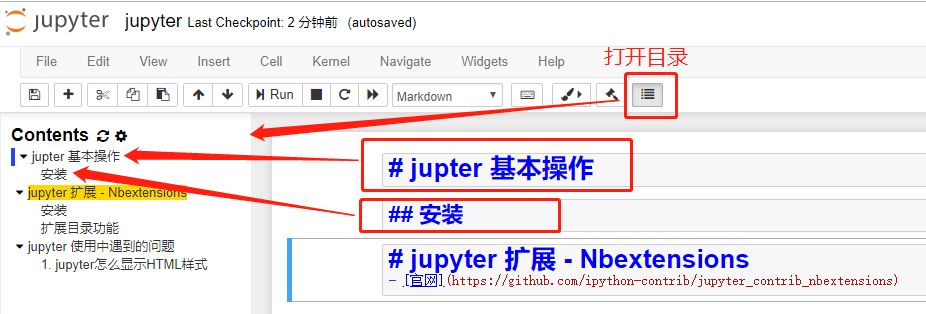 jupyter jupyter Last Checkpoint: 2 分钟前 (autosaved)
打开目录
File Edit View Insert Cell Kernel Navigate Widgets Help
Run Markdown
Contents
jupter 基本操作
安装
jupyter 扩展 - Nbextensions
安装
扩展目录功能
jupyter 使用中遇到的问题
1. jupyter怎么显示HTML样式
# jupter 基本操作
## 安装
# jupyter 扩展 - Nbextensions
- [官网](https://github.com/ipython-contrib/jupyter_contrib_nbextensions)